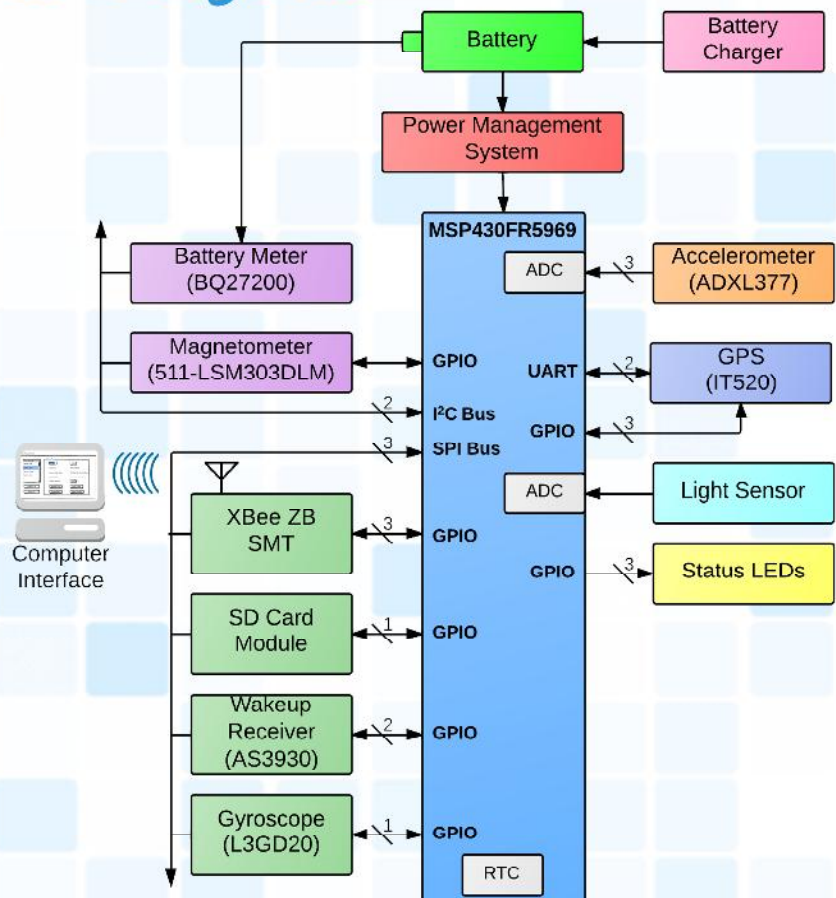 Battery
Battery
Charger
Power Management
System
MSP430FR5969
Battery Meter
(BQ27200)
ADC
3
Accelerometer
(ADXL377)
Magnetometer
(511-LSM303DLM)
GPIO
UART
2
GPS
(IT520)
2
I²C Bus
GPIO
3
3
SPI Bus
ADC
Light Sensor
Computer
Interface
XBee ZB
SMT
3
GPIO
GPIO
3
Status LEDs
SD Card
Module
1
GPIO
Wakeup
Receiver
(AS3930)
2
GPIO
Gyroscope
(L3GD20)
1
GPIO
RTC